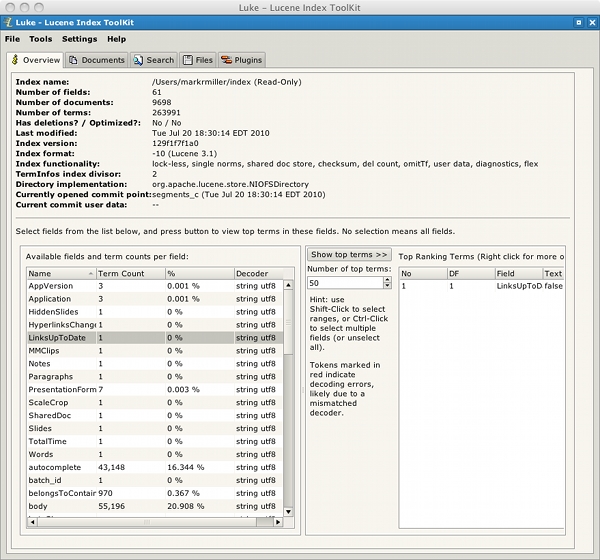 Luke – Lucene Index ToolKit
Luke - Lucene Index ToolKit
File Tools Settings Help
Overview Documents Search Files Plugins
Index name: /Users/markrmiller/index (Read-Only)
Number of fields: 61
Number of documents: 9698
Number of terms: 263991
Has deletions? / Optimized?: No / No
Last modified: Tue Jul 20 18:30:14 EDT 2010
Index version: 129f1f7f1a0
Index format: -10 (Lucene 3.1)
Index functionality: lock-less, single norms, shared doc store, checksum, del count, omitTf, user data, diagnostics, flex
TermInfos index divisor: 2
Directory implementation: org.apache.lucene.store.NIOFSDirectory
Currently opened commit point: segments_c (Tue Jul 20 18:30:14 EDT 2010)
Current commit user data: --
Select fields from the list below, and press button to view top terms in these fields. No selection means all fields.
Available fields and term counts per field:
Name Term Count % Decoder
AppVersion 3 0.001 % string utf8
Application 3 0.001 % string utf8
HiddenSlides 1 0 % string utf8
HyperlinksChange 1 0 % string utf8
LinksUpToDate 1 0 % string utf8
MMClips 1 0 % string utf8
Notes 1 0 % string utf8
Paragraphs 1 0 % string utf8
PresentationForm 7 0.003 % string utf8
ScaleCrop 1 0 % string utf8
SharedDoc 1 0 % string utf8
Slides 1 0 % string utf8
TotalTime 1 0 % string utf8
Words 1 0 % string utf8
autocomplete 43,148 16.344 % string utf8
batch_id 1 0 % string utf8
belongsToContair 970 0.367 % string utf8
body 55,196 20.908 % string utf8
Show top terms >>
Number of top terms:
50
Hint: use
Shift-Click to select
ranges, or Ctrl-Click
to select multiple
fields (or unselect
all).
Tokens marked in
red indicate
decoding errors,
likely due to a
mismatched
decoder.
Top Ranking Terms (Right click for more o
No DF Field Text
1 1 LinksUpToD false